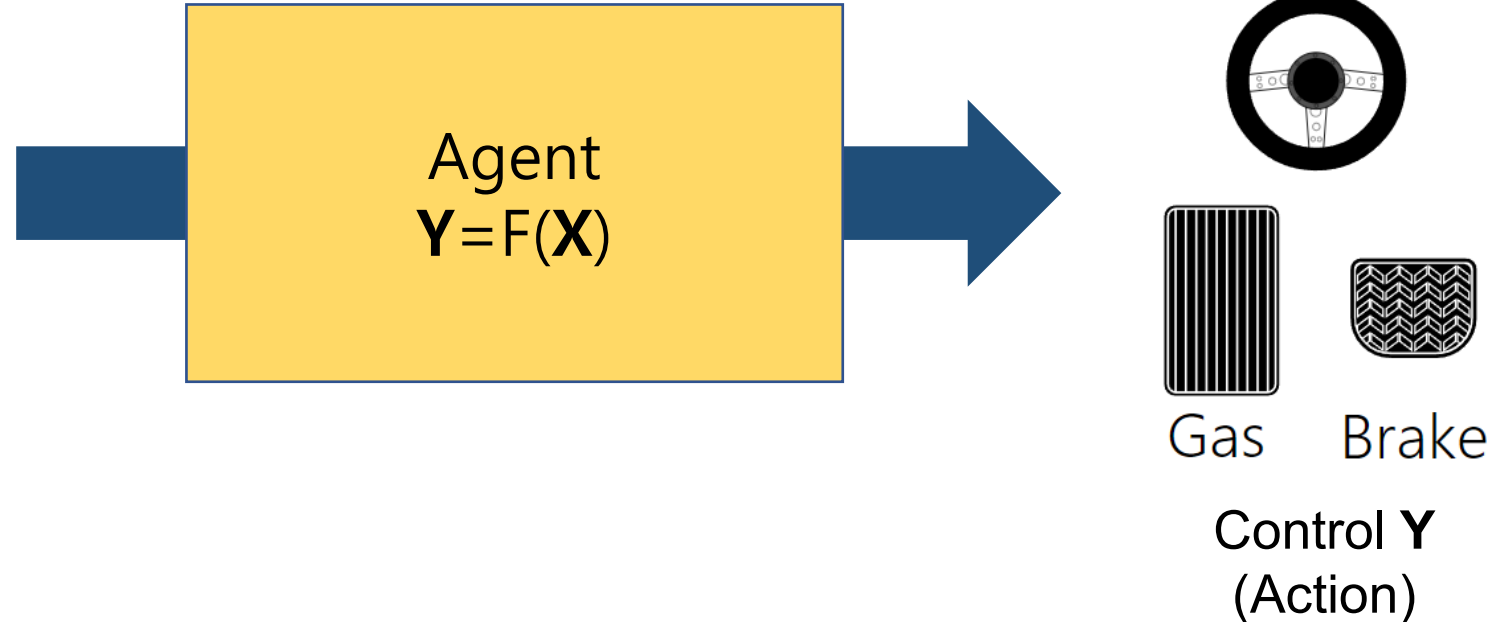 Agent
Y=F(X)
Gas
Brake
Control Y
(Action)